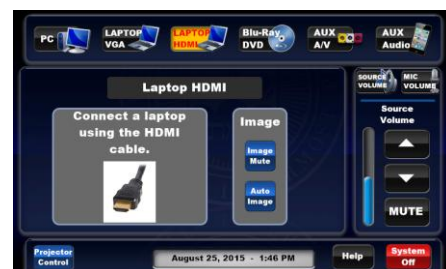 PC
LAPTOP
VGA
LAPTOP
HDMI
Blu-Ray
DVD
AUX
A/V
AUX
Audio
Laptop HDMI
Connect a laptop
using the HDMI
cable.
Image
Image
Mute
Auto
Image
SOURCE
VOLUME
MIC
VOLUME
Source
Volume
MUTE
Projector
Control
August 25, 2015 - 1:46 PM
Help
System
Off